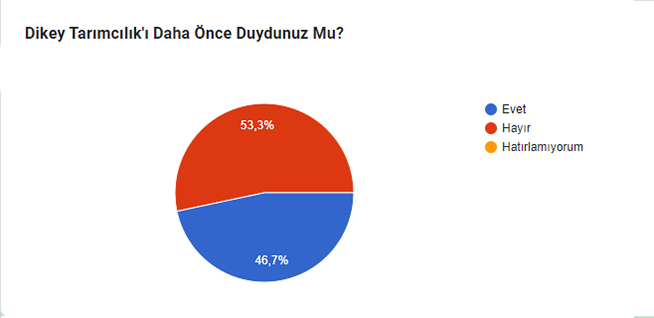 Dikey Tarımcılık'ı Daha Önce Duydunuz Mu?
53,3%
46,7%
Evet
Hayır
Hatırlamıyorum